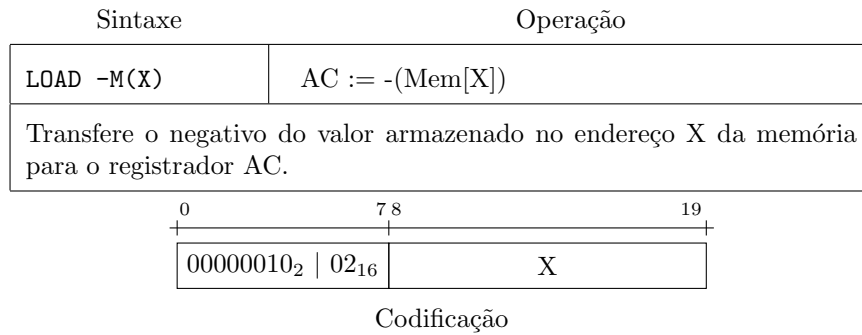 Sintaxe Operação
LOAD -M(X) AC := -(Mem[X])
Transfere o negativo do valor armazenado no endereço X da memória
para o registrador AC.
0 7 8 19
00000010₂ | 02₁₆ X
Codificação